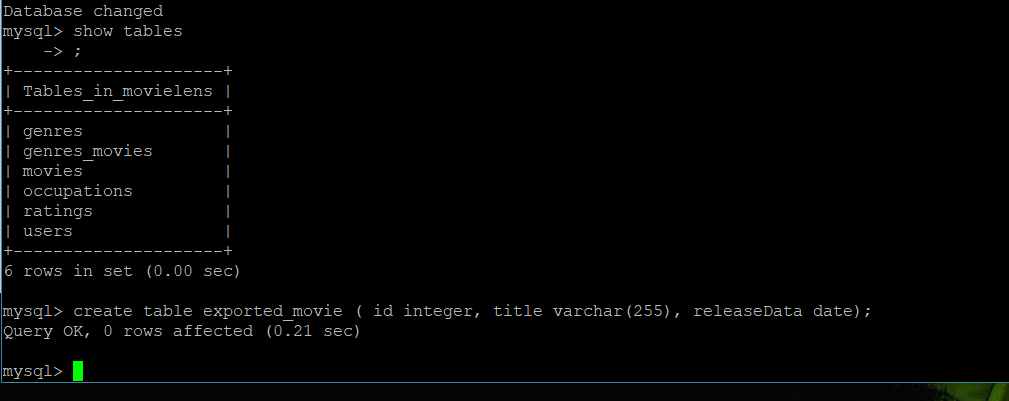 Database changed
mysql> show tables
    -> ;
+---------------------+
| Tables_in_movielens |
+---------------------+
| genres              |
| genres_movies       |
| movies              |
| occupations         |
| ratings             |
| users               |
+---------------------+
6 rows in set (0.00 sec)
mysql> create table exported_movie ( id integer, title varchar(255), releaseData date);
Query OK, 0 rows affected (0.21 sec)
mysql>